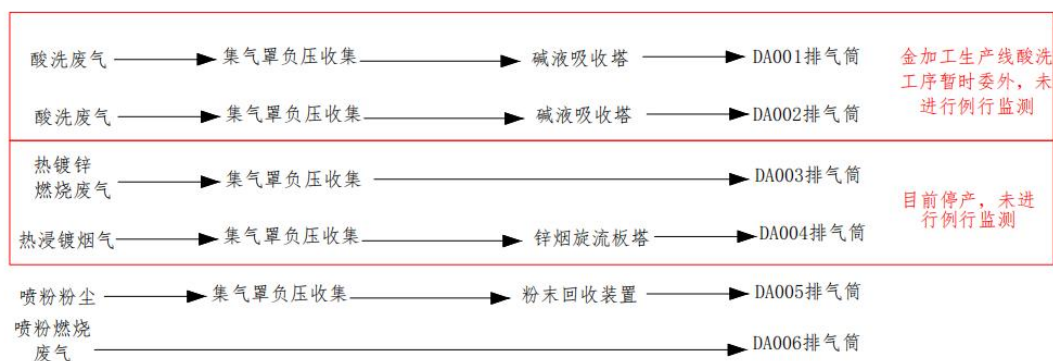 酸洗废气 集气罩负压收集 碱液吸收塔 DA001排气筒
酸洗废气 集气罩负压收集 碱液吸收塔 DA002排气筒
金加工生产线酸洗
工序暂时委外，未
进行例行监测
热镀锌
燃烧废气 集气罩负压收集 DA003排气筒
热浸镀烟气 集气罩负压收集 锌烟旋流板塔 DA004排气筒
目前停产，未进
行例行监测
喷粉粉尘 集气罩负压收集 粉末回收装置 DA005排气筒
喷粉燃烧
废气 DA006排气筒